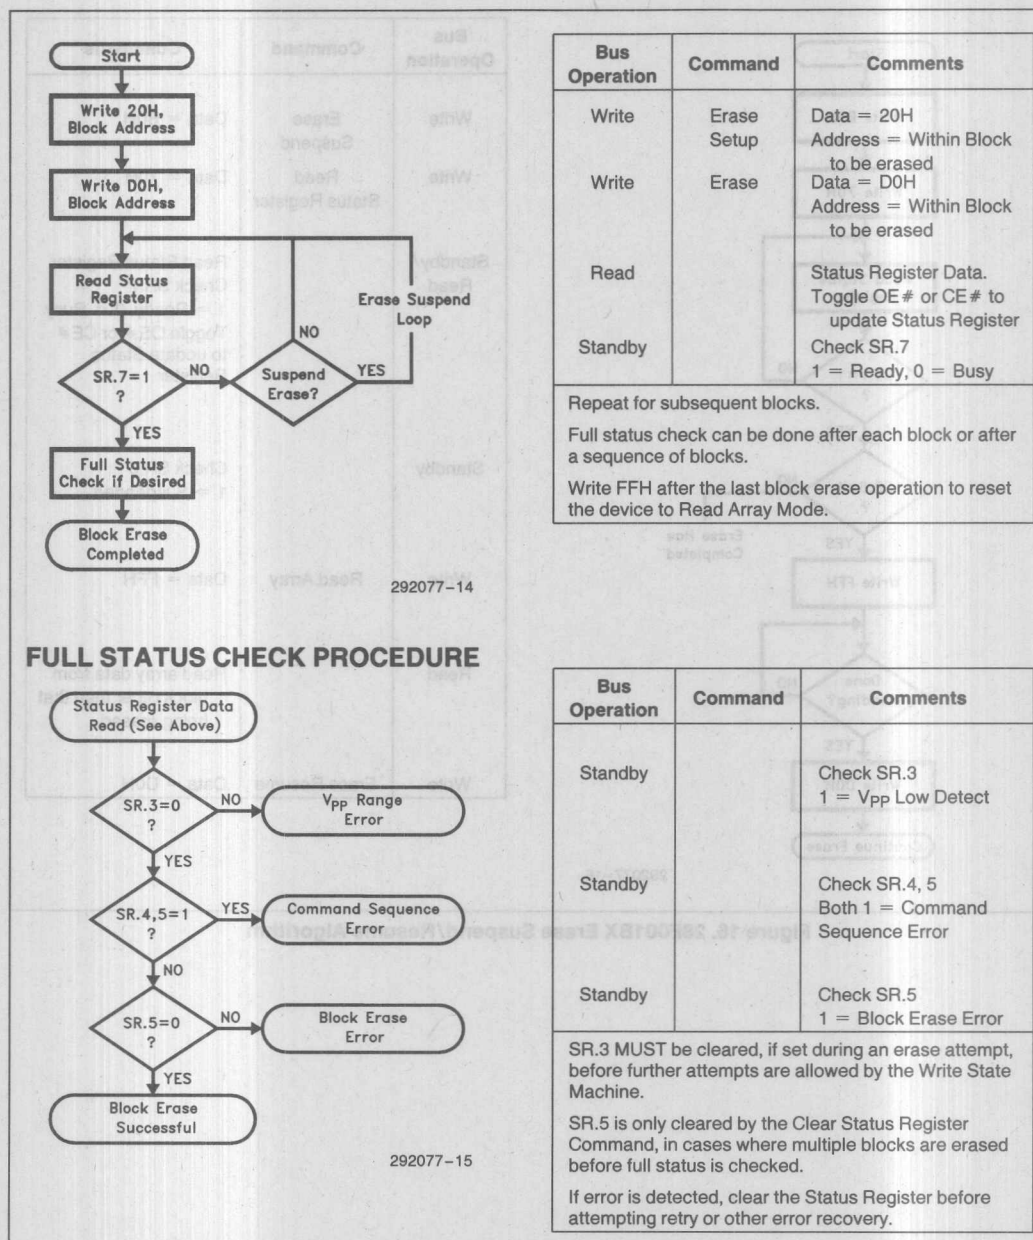 Start
Write 20H,
Block Address
Write D0H,
Block Address
Read Status
Register
Erase Suspend
Loop
NO
SR.7=1
?
NO
Suspend
Erase?
YES
YES
Full Status
Check if Desired
Block Erase
Completed
292077-14
Bus
Operation
Command
Comments
Write
Erase
Setup
Data = 20H
Address = Within Block
to be erased
Write
Erase
Data = D0H
Address = Within Block
to be erased
Read
Status Register Data.
Toggle OE# or CE# to
update Status Register
Standby
Check SR.7
1 = Ready, 0 = Busy
Repeat for subsequent blocks.
Full status check can be done after each block or after
a sequence of blocks.
Write FFH after the last block erase operation to reset
the device to Read Array Mode.
FULL STATUS CHECK PROCEDURE
Status Register Data
Read (See Above)
SR.3=0
?
NO
VPP Range
Error
YES
SR.4,5=1
?
YES
Command Sequence
Error
NO
SR.5=0
?
NO
Block Erase
Error
YES
Block Erase
Successful
292077-15
Bus
Operation
Command
Comments
Standby
Check SR.3
1 = VPP Low Detect
Standby
Check SR.4, 5
Both 1 = Command
Sequence Error
Standby
Check SR.5
1 = Block Erase Error
SR.3 MUST be cleared, if set during an erase attempt,
before further attempts are allowed by the Write State
Machine.
SR.5 is only cleared by the Clear Status Register
Command, in cases where multiple blocks are erased
before full status is checked.
If error is detected, clear the Status Register before
attempting retry or other error recovery.